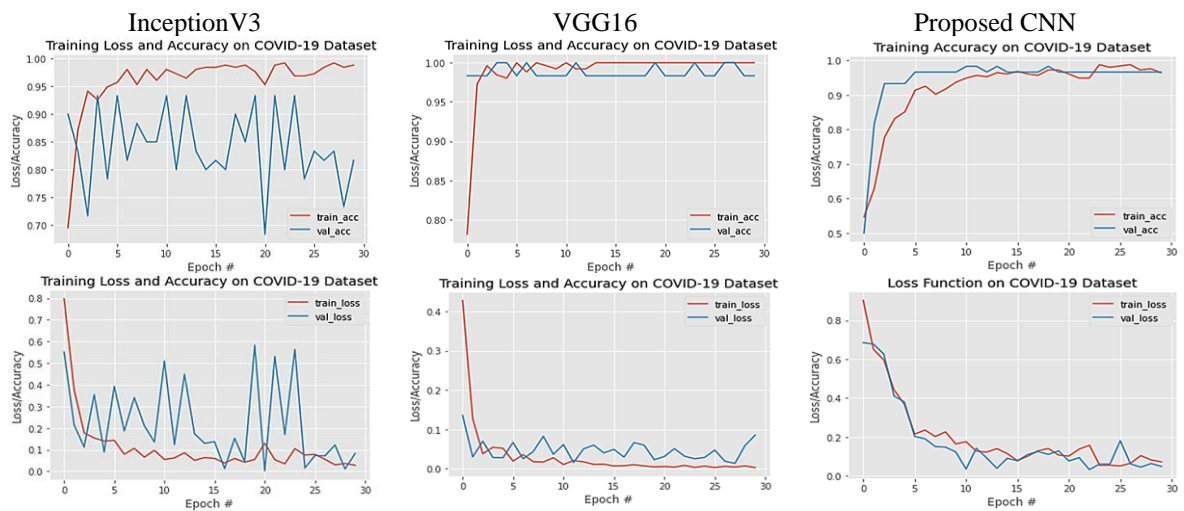 InceptionV3
VGG16
Proposed CNN
Training Loss and Accuracy on COVID-19 Dataset
Loss/Accuracy
1.00
0.95
0.90
0.85
0.80
0.75
0.70
train_acc
val_acc
0 5 10 15 20 25 30
Epoch #
Training Loss and Accuracy on COVID-19 Dataset
Loss/Accuracy
1.00
0.95
0.90
0.85
0.80
train_acc
val_acc
0 5 10 15 20 25 30
Epoch #
Training Accuracy on COVID-19 Dataset
Loss/Accuracy
1.0
0.9
0.8
0.7
0.6
0.5
train_acc
val_acc
0 5 10 15 20 25 30
Epoch #
Training Loss and Accuracy on COVID-19 Dataset
Loss/Accuracy
0.8
0.7
0.6
0.5
0.4
0.3
0.2
0.1
0.0
train_loss
val_loss
0 5 10 15 20 25 30
Epoch #
Training Loss and Accuracy on COVID-19 Dataset
Loss/Accuracy
0.4
0.3
0.2
0.1
0.0
train_loss
val_loss
0 5 10 15 20 25 30
Epoch #
Loss Function on COVID-19 Dataset
Loss/Accuracy
0.8
0.6
0.4
0.2
0.0
train_loss
val_loss
0 5 10 15 20 25 30
Epoch #